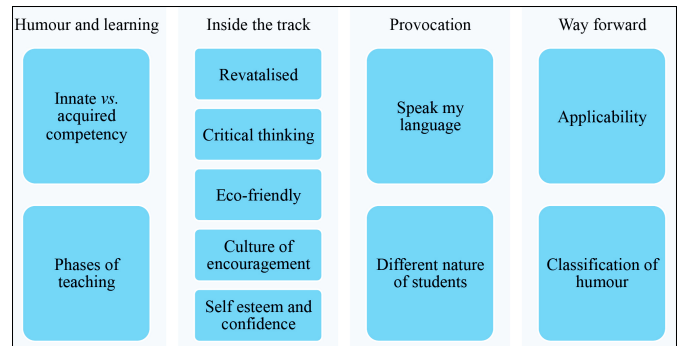 Humour and learning
Innate vs.
acquired
competency
Phases of
teaching
Inside the track
Revatalised
Critical thinking
Eco-friendly
Culture of
encouragement
Self esteem and
confidence
Provocation
Speak my
language
Different nature
of students
Way forward
Applicability
Classification of
humour